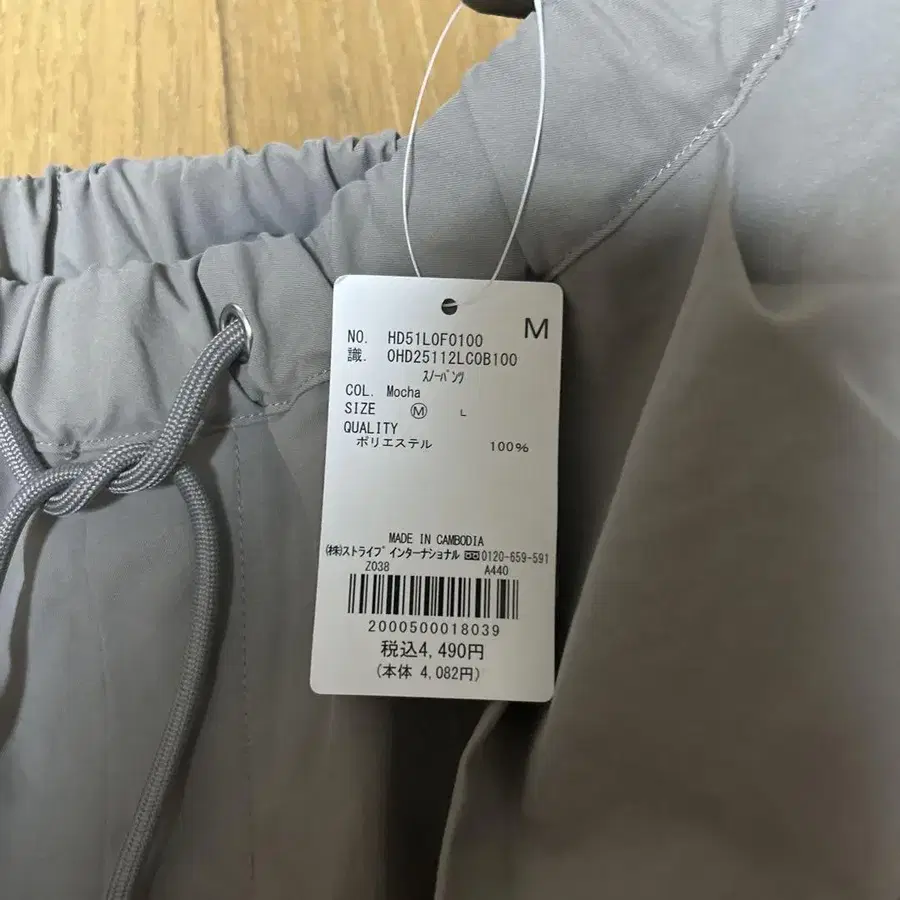 M
NO. HD51L0F0100
識. 0HD25112LC0B100
ｽﾉｰﾊﾟﾝﾂ
COL. Mocha
SIZE Ⓜ L
QUALITY
ポリエステル 100%
MADE IN CAMBODIA
㈱ストライプ インターナショナル 0120-659-591
Z038 A440
2000500018039
税込4,490円
(本体 4,082円)